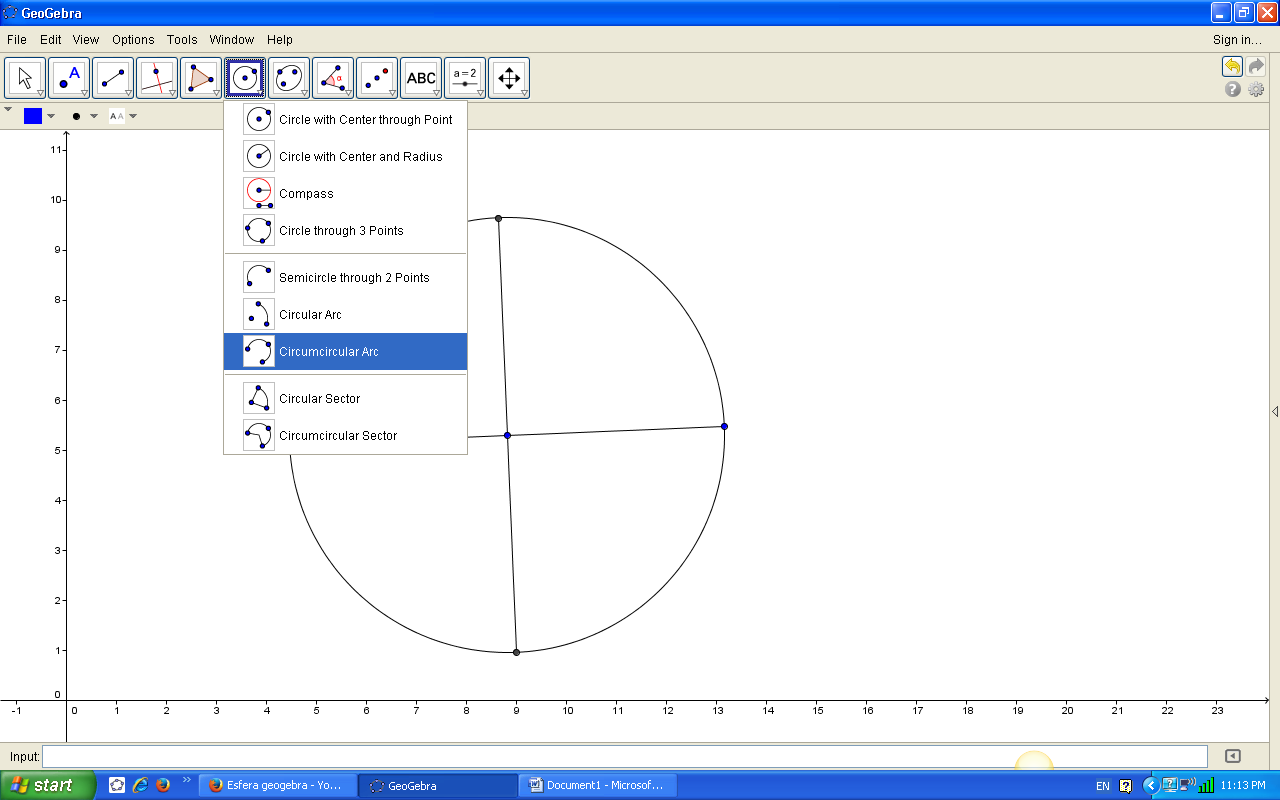 GeoGebra
File Edit View Options Tools Window Help Sign in...
A α ABC a=2
A A
Circle with Center through Point
Circle with Center and Radius
Compass
Circle through 3 Points
Semicircle through 2 Points
Circular Arc
Circumcircular Arc
Circular Sector
Circumcircular Sector
11
10
9
8
7
6
5
4
3
2
1
0
-1 0 1 2 3 4 5 6 7 8 9 10 11 12 13 14 15 16 17 18 19 20 21 22 23
Input:
start Esfera geogebra - Yo... GeoGebra Document1 - Microsof... EN 11:13 PM